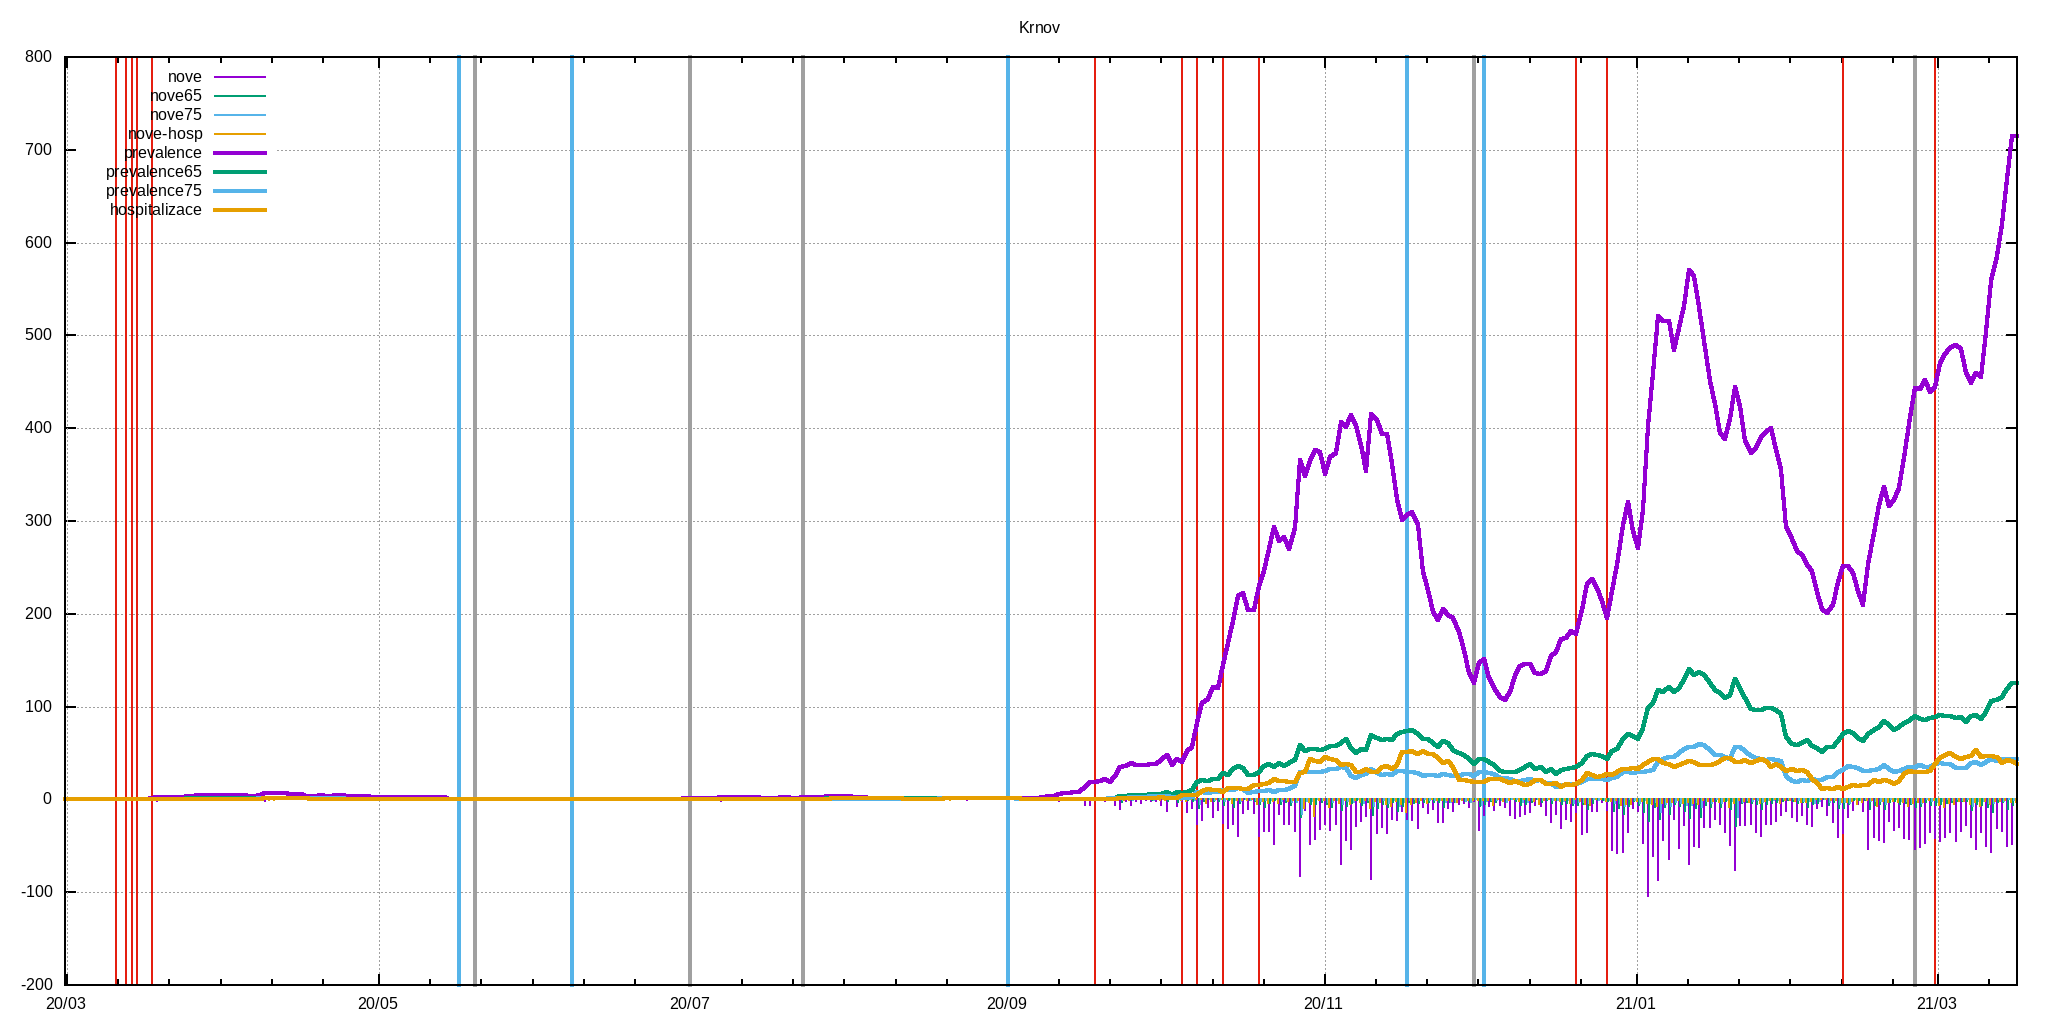 Krnov
800
700
600
500
400
300
200
100
0
-100
-200
nove
nove65
nove75
nove-hosp
prevalence
prevalence65
prevalence75
hospitalizace
20/03 20/05 20/07 20/09 20/11 21/01 21/03